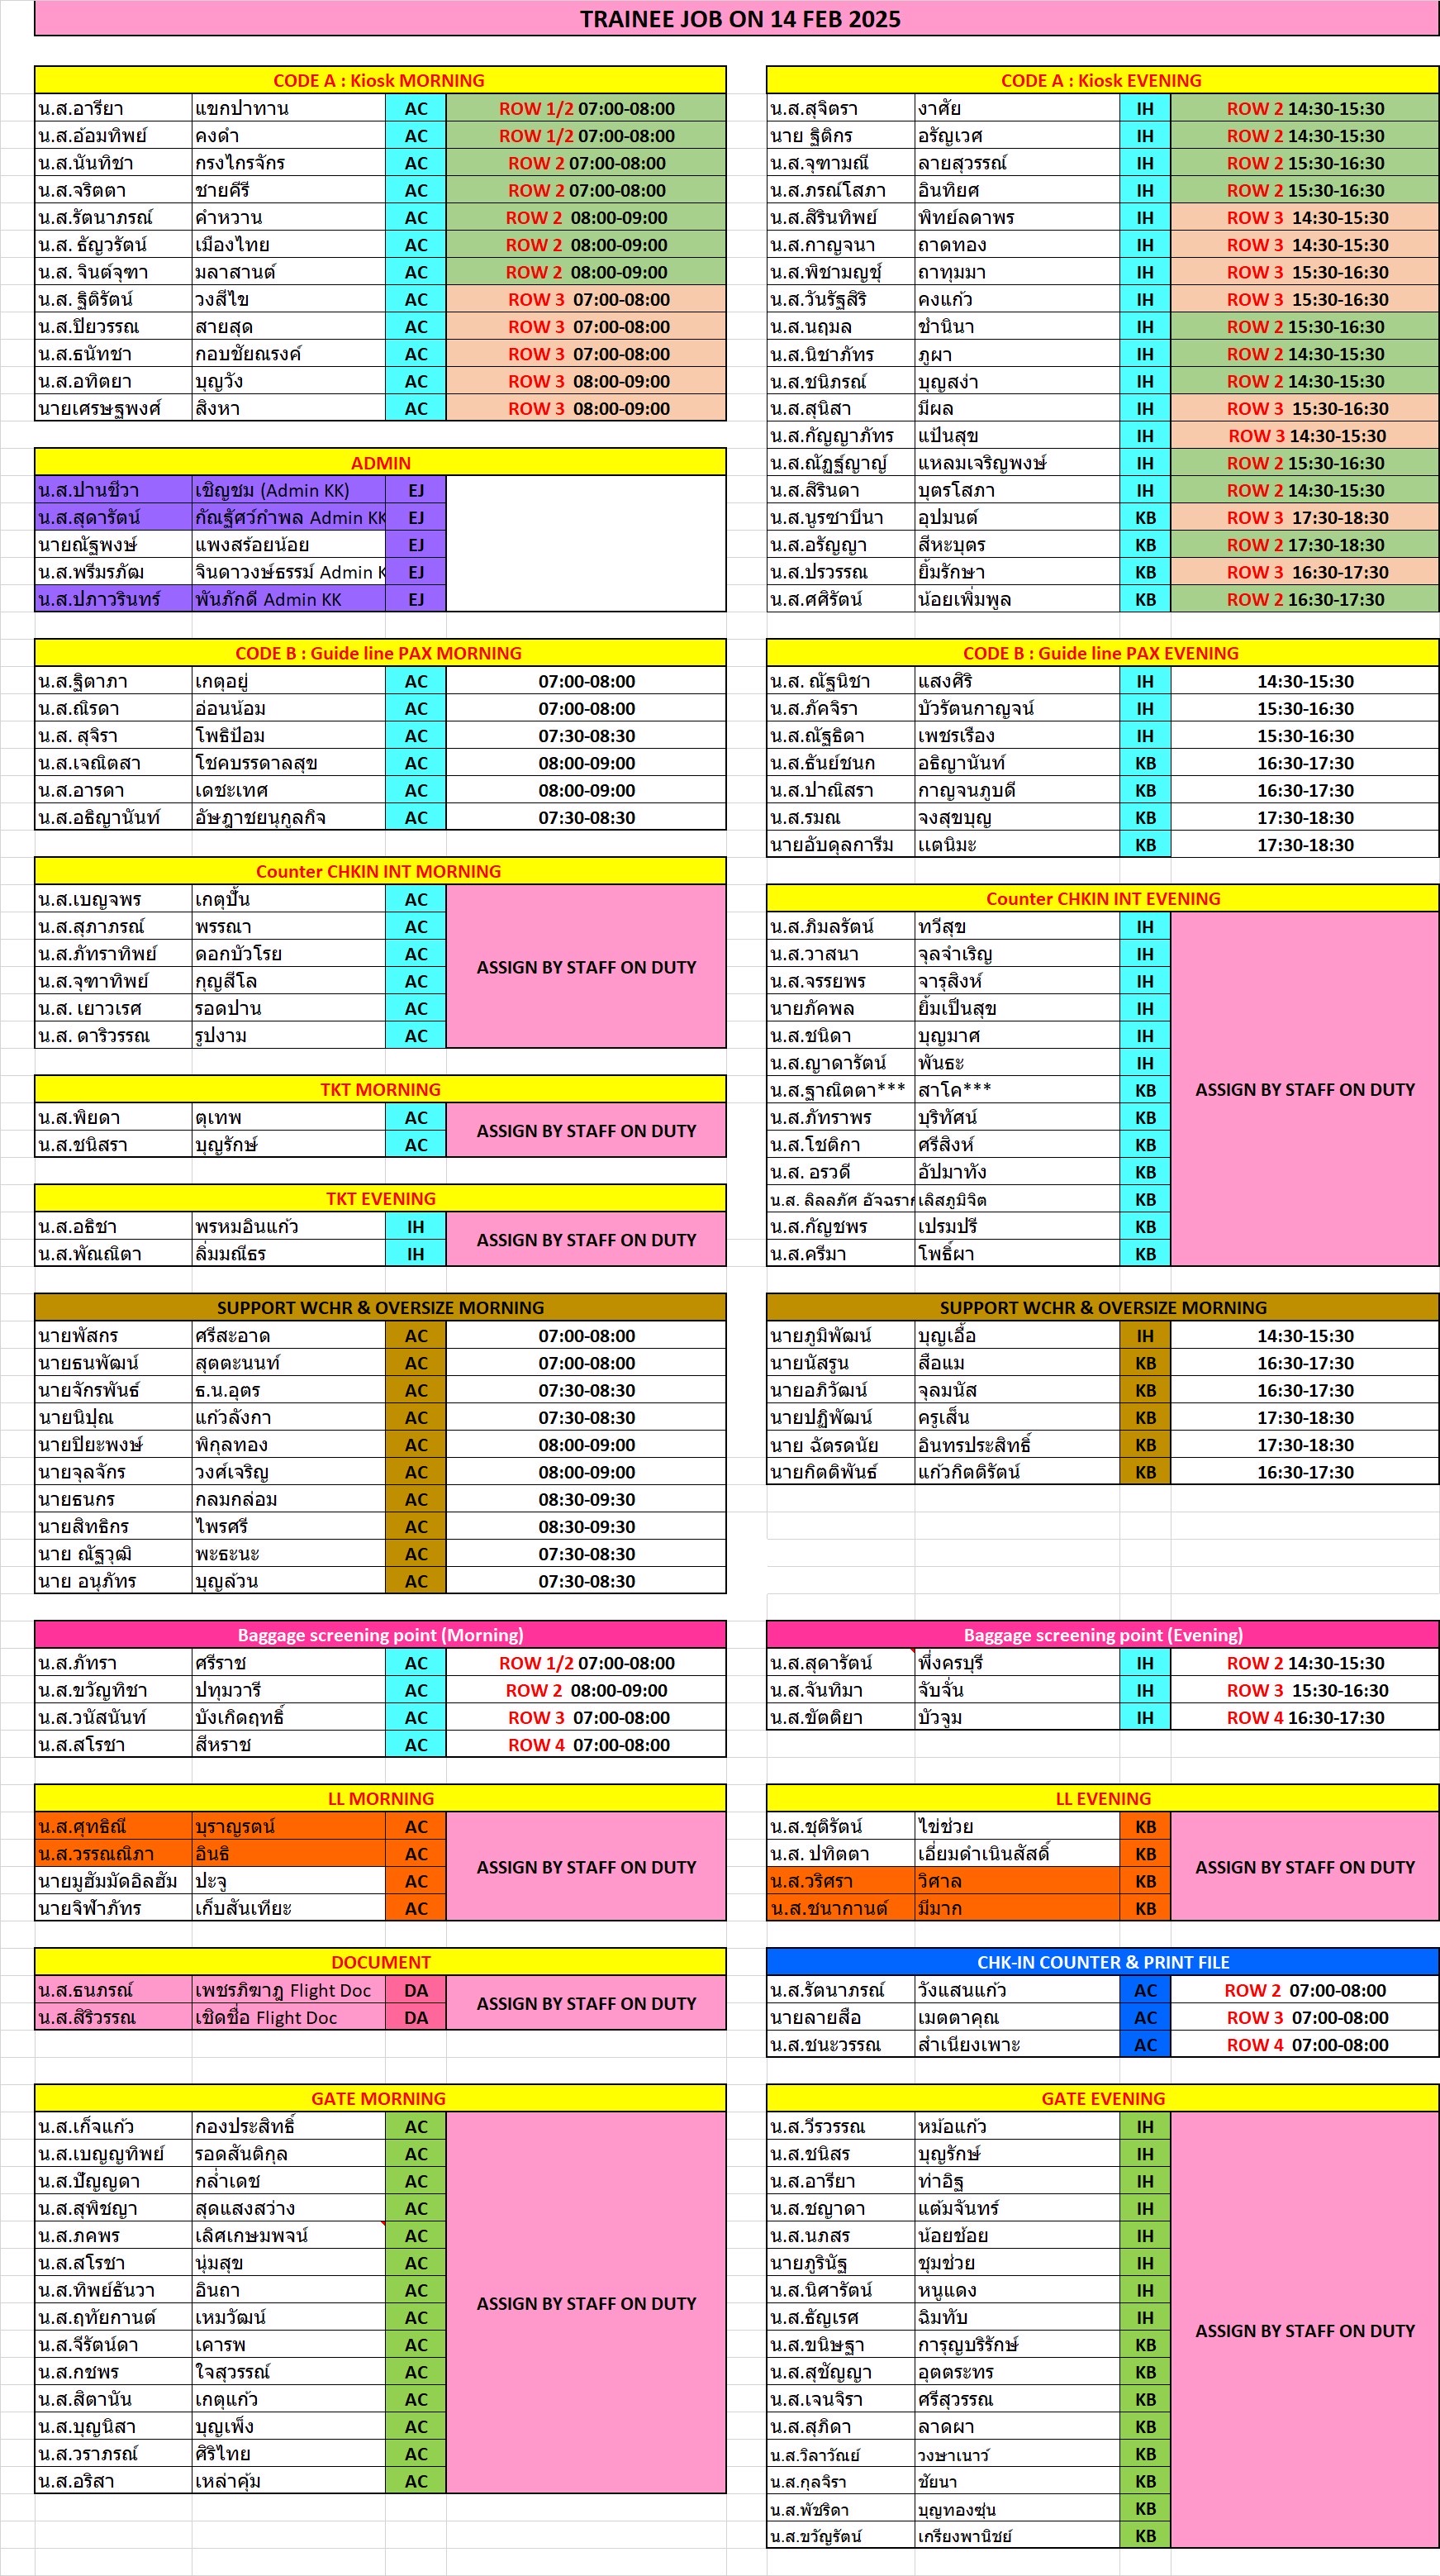 TRAINEE JOB ON 14 FEB 2025
CODE A : Kiosk MORNING
น.ส.อารียา แขกปาทาน AC ROW 1/2 07:00-08:00
น.ส.อ้อมทิพย์ คงดำ AC ROW 1/2 07:00-08:00
น.ส.นันทิชา กรงไกรจักร AC ROW 2 07:00-08:00
น.ส.จริตตา ชายคีรี AC ROW 2 07:00-08:00
น.ส.รัตนาภรณ์ คำหวาน AC ROW 2 08:00-09:00
น.ส. ธัญวรัตน์ เมืองไทย AC ROW 2 08:00-09:00
น.ส. จินต์จุฑา มลาสานต์ AC ROW 2 08:00-09:00
น.ส. ฐิติรัตน์ วงสีไข AC ROW 3 07:00-08:00
น.ส.ปิยวรรณ สายสุด AC ROW 3 07:00-08:00
น.ส.ธนัทชา กอบชัยณรงค์ AC ROW 3 07:00-08:00
น.ส.อทิตยา บุญวัง AC ROW 3 08:00-09:00
นายเศรษฐพงศ์ สิงหา AC ROW 3 08:00-09:00
ADMIN
น.ส.ปานชีวา เชิญชม (Admin KK) EJ
น.ส.สุดารัตน์ กัณฐัศว์กำพล Admin KK EJ
นายณัฐพงษ์ แพงสร้อยน้อย EJ
น.ส.พรีมรภัฒ จินดาวงษ์ธรรม์ Admin K EJ
น.ส.ปภาวรินทร์ พันภักดี Admin KK EJ
CODE B : Guide line PAX MORNING
น.ส.ฐิตาภา เกตุอยู่ AC 07:00-08:00
น.ส.ณิรดา อ่อนน้อม AC 07:00-08:00
น.ส. สุจิรา โพธิป้อม AC 07:30-08:30
น.ส.เจณิตสา โชคบรรดาลสุข AC 08:00-09:00
น.ส.อารดา เดชะเทศ AC 08:00-09:00
น.ส.อธิญานันท์ อัษฎาชยนุกูลกิจ AC 07:30-08:30
Counter CHKIN INT MORNING
น.ส.เบญจพร เกตุปั้น AC
น.ส.สุภาภรณ์ พรรณา AC
น.ส.ภัทราทิพย์ ดอกบัวโรย AC
น.ส.จุฑาทิพย์ กุญสีโล AC
น.ส. เยาวเรศ รอดปาน AC
น.ส. ดาริวรรณ รูปงาม AC
ASSIGN BY STAFF ON DUTY
TKT MORNING
น.ส.พิยดา ตุเทพ AC
น.ส.ชนิสรา บุญรักษ์ AC
ASSIGN BY STAFF ON DUTY
TKT EVENING
น.ส.อธิชา พรหมอินแก้ว IH
น.ส.พัณณิตา ลิ่มมณีธร IH
ASSIGN BY STAFF ON DUTY
SUPPORT WCHR & OVERSIZE MORNING
นายพัสกร ศรีสะอาด AC 07:00-08:00
นายธนพัฒน์ สุดตะนนท์ AC 07:00-08:00
นายจักรพันธ์ ธ.น.อุตร AC 07:30-08:30
นายนิปุณ แก้วลังกา AC 07:30-08:30
นายปิยะพงษ์ พิกุลทอง AC 08:00-09:00
นายจุลจักร วงศ์เจริญ AC 08:00-09:00
นายธนกร กลมกล่อม AC 08:30-09:30
นายสิทธิกร ไพรศรี AC 08:30-09:30
นาย ณัฐวุฒิ พะธะนะ AC 07:30-08:30
นาย อนุภัทร บุญล้วน AC 07:30-08:30
Baggage screening point (Morning)
น.ส.ภัทรา ศรีราช AC ROW 1/2 07:00-08:00
น.ส.ขวัญทิชา ปทุมวารี AC ROW 2 08:00-09:00
น.ส.วนัสนันท์ บังเกิดฤทธิ์ AC ROW 3 07:00-08:00
น.ส.สโรชา สีหราช AC ROW 4 07:00-08:00
LL MORNING
น.ส.ศุทธิณี บุราญรตน์ AC
น.ส.วรรณณิภา อินธิ AC
นายมูฮัมมัดอิลฮัม ปะจู AC
นายจิฬาภัทร เก็บสันเทียะ AC
ASSIGN BY STAFF ON DUTY
DOCUMENT
น.ส.ธนภรณ์ เพชรภิฆาฎ Flight Doc DA
น.ส.สิริวรรณ เชิดชื่อ Flight Doc DA
ASSIGN BY STAFF ON DUTY
GATE MORNING
น.ส.เก็จแก้ว กองประสิทธิ์ AC
น.ส.เบญญทิพย์ รอดสันติกุล AC
น.ส.ปัญญดา กล่ำเดช AC
น.ส.สุพิชญา สุดแสงสว่าง AC
น.ส.ภคพร เลิศเกษมพจน์ AC
น.ส.สโรชา นุ่มสุข AC
น.ส.ทิพย์ธันวา อินถา AC
น.ส.ฤทัยกานต์ เหมวัฒน์ AC
น.ส.จีรัตน์ดา เคารพ AC
น.ส.กชพร ใจสุวรรณ์ AC
น.ส.สิตานัน เกตุแก้ว AC
น.ส.บุญนิสา บุญเพ็ง AC
น.ส.วราภรณ์ ศิริไทย AC
น.ส.อริสา เหล่าคุ้ม AC
ASSIGN BY STAFF ON DUTY
CODE A : Kiosk EVENING
น.ส.สุจิตรา งาศัย IH ROW 2 14:30-15:30
นาย ฐิติกร อรัญเวศ IH ROW 2 14:30-15:30
น.ส.จุฑามณี ลายสุวรรณ์ IH ROW 2 15:30-16:30
น.ส.ภรณ์โสภา อินทิยศ IH ROW 2 15:30-16:30
น.ส.สิรินทิพย์ พิทย์ลดาพร IH ROW 3 14:30-15:30
น.ส.กาญจนา ถาดทอง IH ROW 3 14:30-15:30
น.ส.พิชามญชุ์ ถาทุมมา IH ROW 3 15:30-16:30
น.ส.วันรัฐสิริ คงแก้ว IH ROW 3 15:30-16:30
น.ส.นฤมล ชำนินา IH ROW 2 15:30-16:30
น.ส.นิชาภัทร ภูผา IH ROW 2 14:30-15:30
น.ส.ชนิภรณ์ บุญสง่า IH ROW 2 14:30-15:30
น.ส.สุนิสา มีผล IH ROW 3 15:30-16:30
น.ส.กัญญาภัทร แป้นสุข IH ROW 3 14:30-15:30
น.ส.ณัฏฐ์ญาญ์ แหลมเจริญพงษ์ IH ROW 2 15:30-16:30
น.ส.สิรินดา บุตรโสภา IH ROW 2 14:30-15:30
น.ส.นูรซาบีนา อุปมนต์ KB ROW 3 17:30-18:30
น.ส.อรัญญา สีหะบุตร KB ROW 2 17:30-18:30
น.ส.ปรวรรณ ยิ้มรักษา KB ROW 3 16:30-17:30
น.ส.ศศิรัตน์ น้อยเพิ่มพูล KB ROW 2 16:30-17:30
CODE B : Guide line PAX EVENING
น.ส. ณัฐนิชา แสงศิริ IH 14:30-15:30
น.ส.ภัคจิรา บัวรัตนกาญจน์ IH 15:30-16:30
น.ส.ณัฐธิดา เพชรเรือง IH 15:30-16:30
น.ส.ธันย์ชนก อธิญานันท์ KB 16:30-17:30
น.ส.ปาณิสรา กาญจนภูบดี KB 16:30-17:30
น.ส.รมณ จงสุขบุญ KB 17:30-18:30
นายอับดุลการีม แตนิมะ KB 17:30-18:30
Counter CHKIN INT EVENING
น.ส.ภิมลรัตน์ ทวีสุข IH
น.ส.วาสนา จุลจำเริญ IH
น.ส.จรรยพร จารุสิงห์ IH
นายภัคพล ยิ้มเป็นสุข IH
น.ส.ชนิดา บุญมาศ IH
น.ส.ญาดารัตน์ พันธะ IH
น.ส.ฐาณิตตา*** สาโค*** KB
น.ส.ภัทราพร บุริทัศน์ KB
น.ส.โชติกา ศรีสิงห์ KB
น.ส. อรวดี อัปมาทัง KB
น.ส. ลิลลภัศ อัจฉราก เลิสภูมิจิต KB
น.ส.กัญชพร เปรมปรี KB
น.ส.ครีมา โพธิ์ผา KB
ASSIGN BY STAFF ON DUTY
SUPPORT WCHR & OVERSIZE MORNING
นายภูมิพัฒน์ บุญเอื้อ IH 14:30-15:30
นายนัสรูน สือแม KB 16:30-17:30
นายอภิวัฒน์ จุลมนัส KB 16:30-17:30
นายปฏิพัฒน์ ครูเส็น KB 17:30-18:30
นาย ฉัตรดนัย อินทรประสิทธิ์ KB 17:30-18:30
นายกิตติพันธ์ แก้วกิตติรัตน์ KB 16:30-17:30
Baggage screening point (Evening)
น.ส.สุดารัตน์ พึ่งครบุรี IH ROW 2 14:30-15:30
น.ส.จันทิมา จับจั่น IH ROW 3 15:30-16:30
น.ส.ขัตติยา บัวจูม IH ROW 4 16:30-17:30
LL EVENING
น.ส.ชุติรัตน์ ไข่ช่วย KB
น.ส. ปทิตตา เอี่ยมดำเนินสัสดิ์ KB
น.ส.วริศรา วิศาล KB
น.ส.ชนากานต์ มีมาก KB
ASSIGN BY STAFF ON DUTY
CHK-IN COUNTER & PRINT FILE
น.ส.รัตนาภรณ์ วังแสนแก้ว AC ROW 2 07:00-08:00
นายลายสือ เมตตาคุณ AC ROW 3 07:00-08:00
น.ส.ชนะวรรณ สำเนียงเพาะ AC ROW 4 07:00-08:00
GATE EVENING
น.ส.วีรวรรณ หม้อแก้ว IH
น.ส.ชนิสร บุญรักษ์ IH
น.ส.อารียา ท่าอิฐ IH
น.ส.ชญาดา แต้มจันทร์ IH
น.ส.นภสร น้อยช้อย IH
นายภูรินัฐ ชุมช่วย IH
น.ส.นิศารัตน์ หนูแดง IH
น.ส.ธัญเรศ ฉิมทับ IH
น.ส.ขนิษฐา การุญบริรักษ์ KB
น.ส.สุชัญญา อุตตระทร KB
น.ส.เจนจิรา ศรีสุวรรณ KB
น.ส.สุภิดา ลาดผา KB
น.ส.วิลาวัณย์ วงษาเนาว์ KB
น.ส.กุลจิรา ชัยนา KB
น.ส.พัชริดา บุญทองซุ่น KB
น.ส.ขวัญรัตน์ เกรียงพานิชย์ KB
ASSIGN BY STAFF ON DUTY